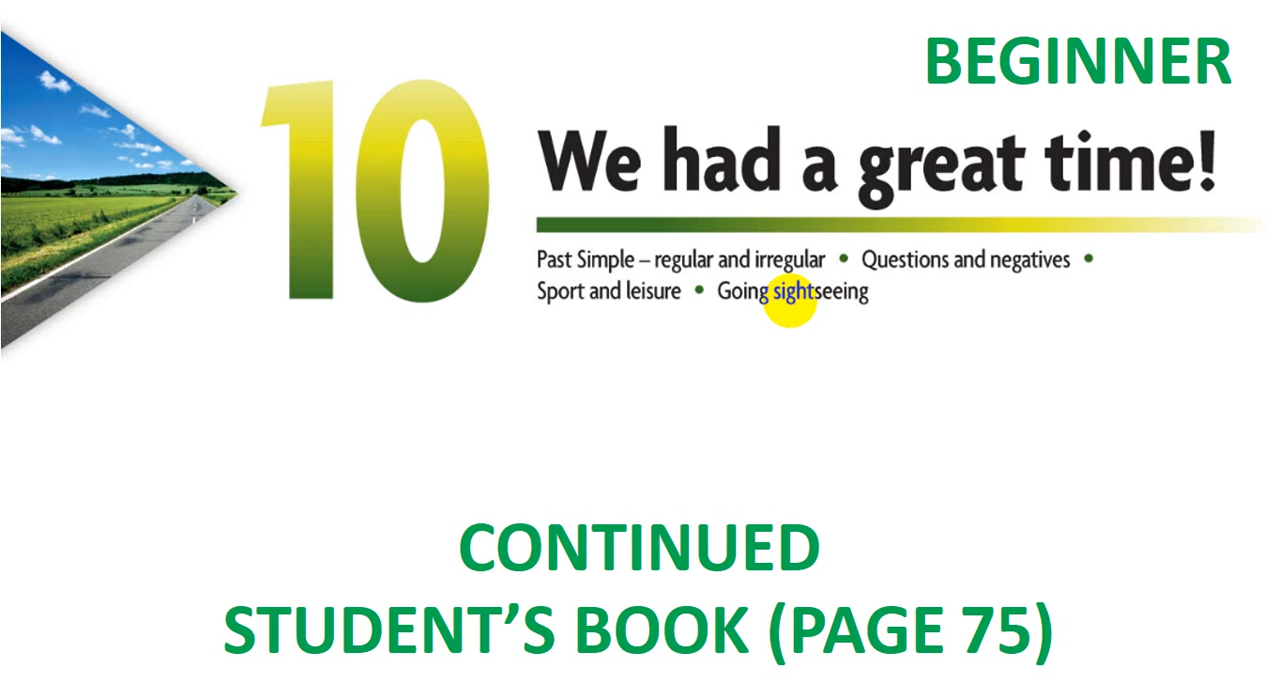 BEGINNER
10
We had a great time!
Past Simple – regular and irregular • Questions and negatives •
Sport and leisure • Going sightseeing
CONTINUED
STUDENT’S BOOK (PAGE 75)